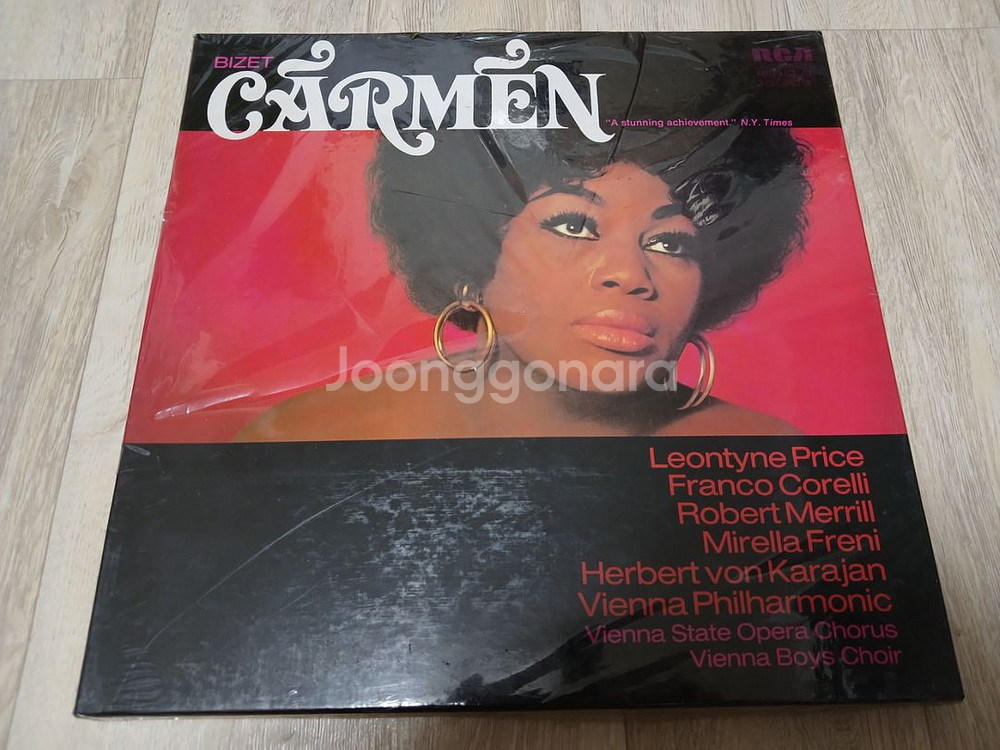 BIZET
CARMEN
RCA
"A stunning achievement." N.Y. Times
Joonggonara
Leontyne Price
Franco Corelli
Robert Merrill
Mirella Freni
Herbert von Karajan
Vienna Philharmonic
Vienna State Opera Chorus
Vienna Boys Choir